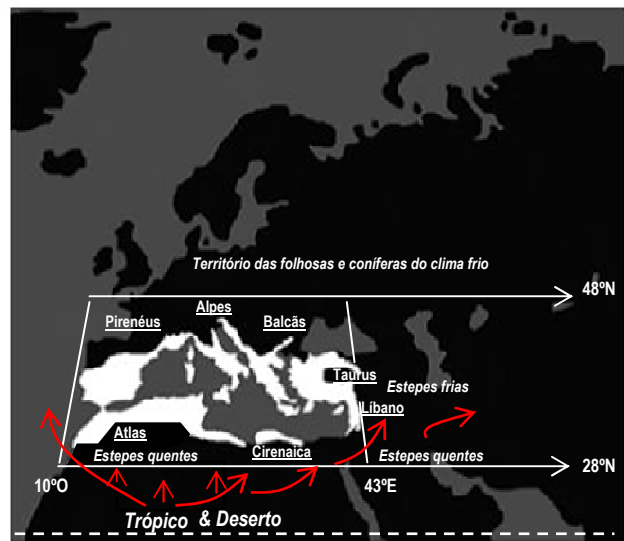 Território das folhosas e coníferas do clima frio
48ºN
Alpes
Pirenéus
Balcãs
Taurus
Estepes frias
Líbano
Atlas
Cirenaica
Estepes quentes
Estepes quentes
28ºN
10ºO
43ºE
Trópico & Deserto